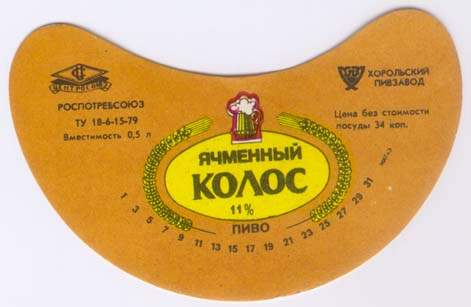 ЦЕНТРОСОЮЗ
РОСПОТРЕБСОЮЗ
ТУ 18-6-15-79
Вместимость 0,5 л
ХОРОЛЬСКИЙ
ПИВЗАВОД
Цена без стоимости
посуды 34 коп.
ЯЧМЕННЫЙ
КОЛОС
11%
ПИВО
1 3 5 7 9 11 13 15 17 19 21 23 25 27 29 31